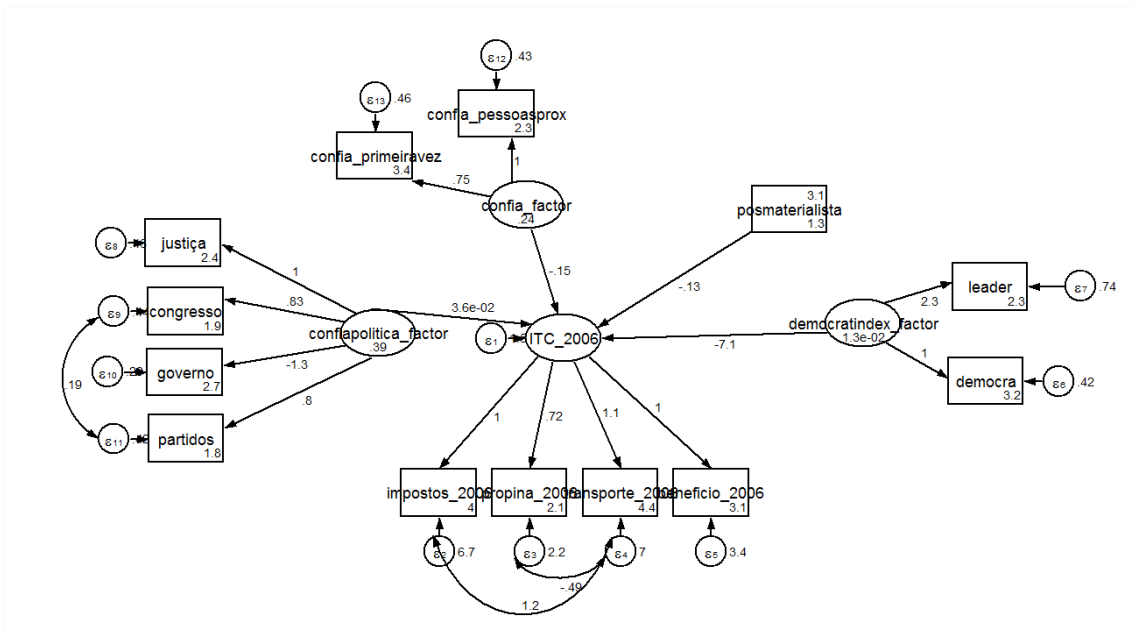 ε12 .43
ε13 .46
confia_pessoasprox
2.3
confia_primeiravez
3.4
1
.75
confia_factor
.24
3.1
posmaterialista
1.3
ε8
justiça
2.4
1
-.15
-.13
leader
2.3
ε7 .74
2.3
ε9
congresso
1.9
.83
3.6e-02
confiapolitica_factor
.39
ε1
ITC_2006
-7.1
democratindex_factor
1.3e-02
1
ε10
governo
2.7
-1.3
.19
democra
3.2
ε6 .42
ε11
partidos
1.8
.8
1
.72
1.1
1
impostos_2006
4
propina_2006
2.1
transporte_2006
4.4
beneficio_2006
3.1
ε2 6.7
ε3 2.2
ε4 7
ε5 3.4
-.49
1.2